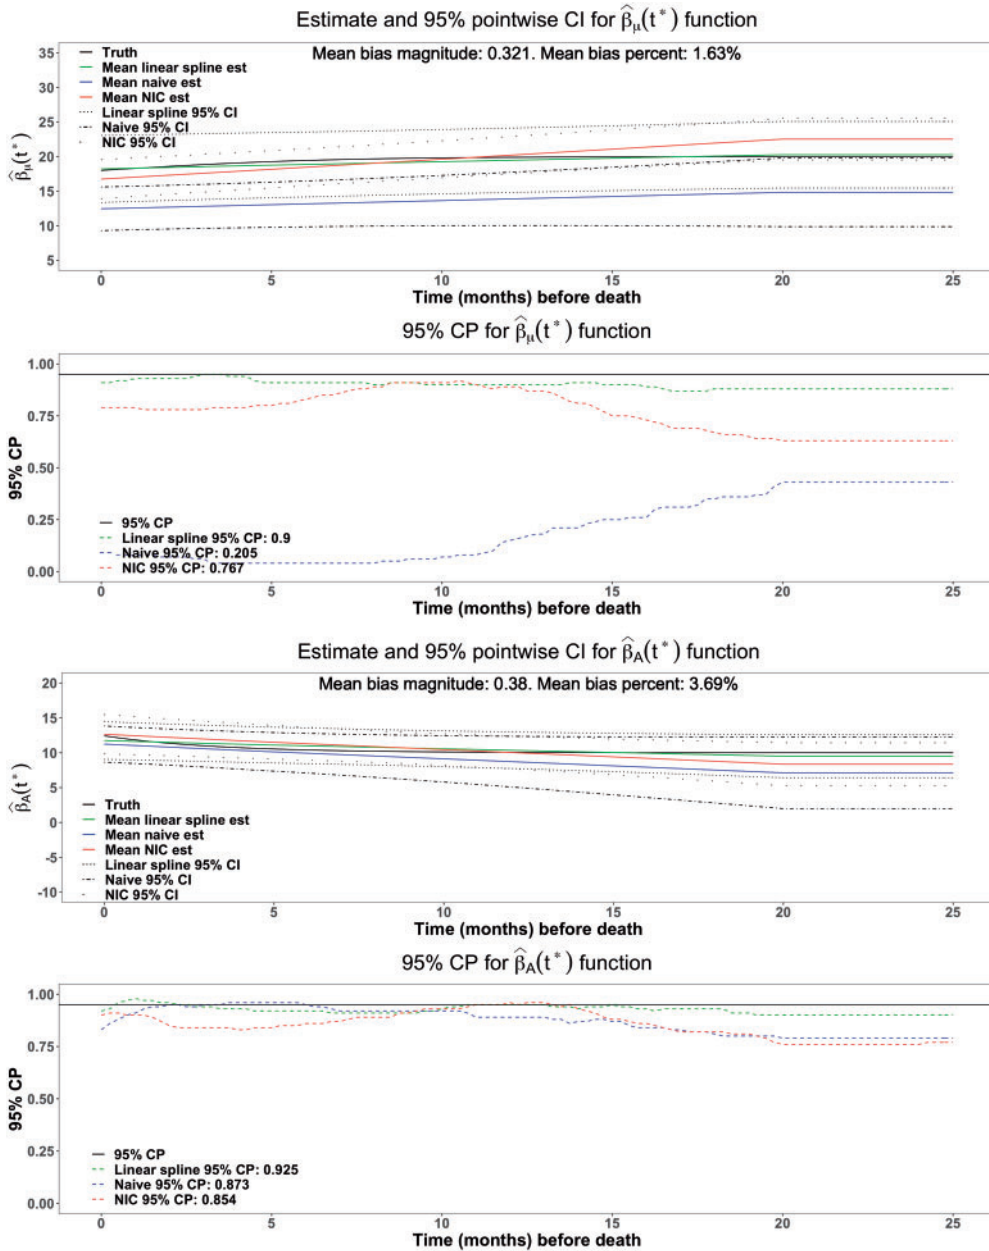 Estimate and 95% pointwise CI for β̂μ(t*) function
Mean bias magnitude: 0.321. Mean bias percent: 1.63%
35
30
25
20
15
10
5
β̂μ(t*)
Truth
Mean linear spline est
Mean naive est
Mean NIC est
Linear spline 95% CI
Naive 95% CI
NIC 95% CI
0 5 10 15 20 25
Time (months) before death
95% CP for β̂μ(t*) function
1.00
0.75
0.50
0.25
0.00
95% CP
95% CP
Linear spline 95% CP: 0.9
Naive 95% CP: 0.205
NIC 95% CP: 0.767
0 5 10 15 20 25
Time (months) before death
Estimate and 95% pointwise CI for β̂A(t*) function
Mean bias magnitude: 0.38. Mean bias percent: 3.69%
20
15
10
5
0
-5
-10
β̂A(t*)
Truth
Mean linear spline est
Mean naive est
Mean NIC est
Linear spline 95% CI
Naive 95% CI
NIC 95% CI
0 5 10 15 20 25
Time (months) before death
95% CP for β̂A(t*) function
1.00
0.75
0.50
0.25
0.00
95% CP
95% CP
Linear spline 95% CP: 0.925
Naive 95% CP: 0.873
NIC 95% CP: 0.854
0 5 10 15 20 25
Time (months) before death